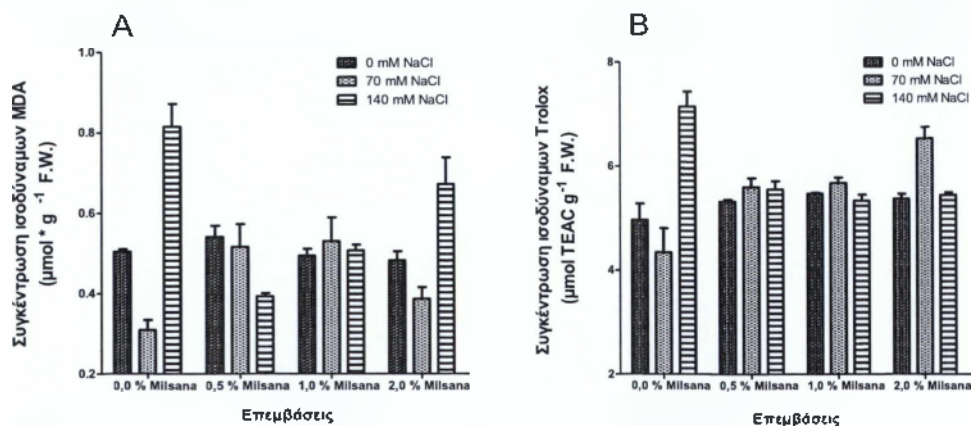 A
Συγκέντρωση ισοδύναμων MDA
(μmol * g ⁻¹ F.W.)
1.0
0.8
0.6
0.4
0.2
0 mM NaCl
70 mM NaCl
140 mM NaCl
0,0 % Milsana
0,5 % Milsana
1,0 % Milsana
2,0 % Milsana
Επεμβάσεις
B
Συγκέντρωση ισοδύναμων Trolox
(μmol TEAC g⁻¹ F.W.)
8
6
4
2
0 mM NaCl
70 mM NaCl
140 mM NaCl
0,0 % Milsana
0,5 % Milsana
1,0 % Milsana
2,0 % Milsana
Επεμβάσεις